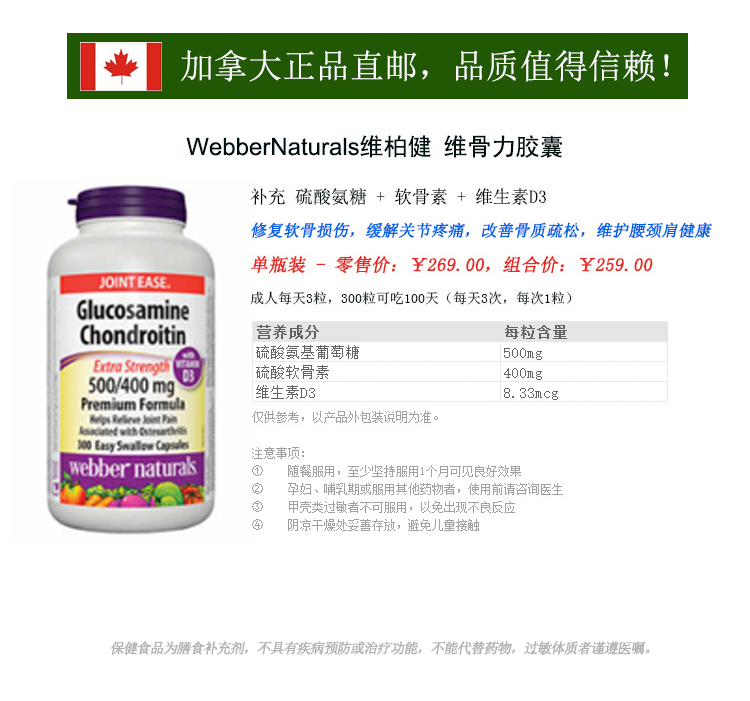 加拿大正品直邮，品质值得信赖！
WebberNaturals维柏健 维骨力胶囊
补充 硫酸氨糖 + 软骨素 + 维生素D3
修复软骨损伤，缓解关节疼痛，改善骨质疏松，维护腰颈肩健康
单瓶装 - 零售价：￥269.00，组合价：￥259.00
成人每天3粒，300粒可吃100天（每天3次，每次1粒）
营养成分 每粒含量
硫酸氨基葡萄糖 500mg
硫酸软骨素 400mg
维生素D3 8.33mcg
仅供参考，以产品外包装说明为准。
注意事项：
① 随餐服用，至少坚持服用1个月可见良好效果
② 孕妇、哺乳期或服用其他药物者，使用前请咨询医生
③ 甲壳类过敏者不可服用，以免出现不良反应
④ 阴凉干燥处妥善存放，避免儿童接触
JOINT EASE.
Glucosamine
Chondroitin
Extra Strength
with
VITAMIN
D3
500/400 mg
Premium Formula
Helps Relieve Joint Pain
Associated with Osteoarthritis
300 Easy Swallow Capsules
webber naturals
保健食品为膳食补充剂，不具有疾病预防或治疗功能，不能代替药物，过敏体质者谨遵医嘱。